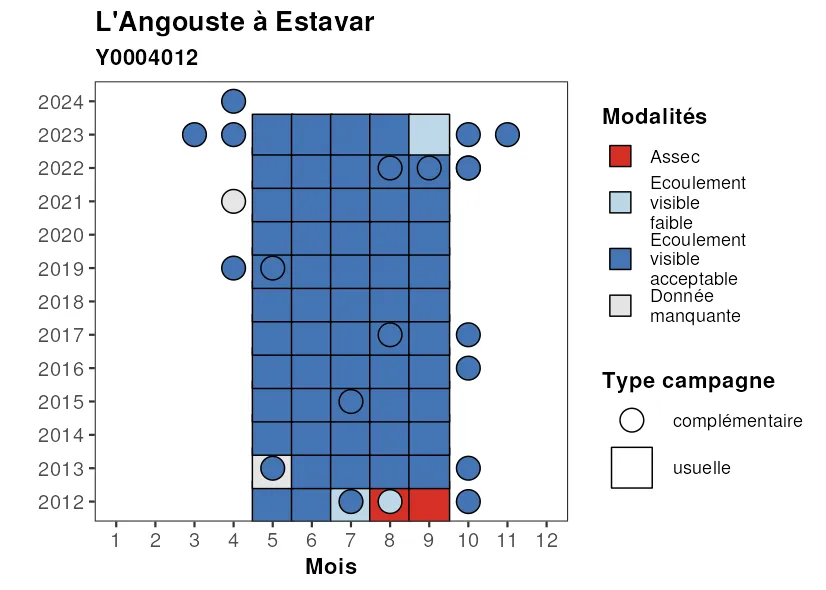 L'Angouste à Estavar
Y0004012
2024
2023
2022
2021
2020
2019
2018
2017
2016
2015
2014
2013
2012
1 2 3 4 5 6 7 8 9 10 11 12
Mois
Modalités
Assec
Ecoulement
visible
faible
Ecoulement
visible
acceptable
Donnée
manquante
Type campagne
complémentaire
usuelle